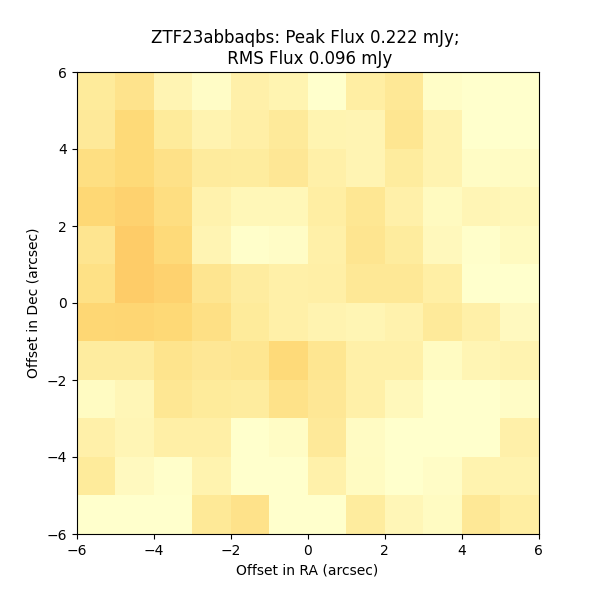 ZTF23abbaqbs: Peak Flux 0.222 mJy;
RMS Flux 0.096 mJy
6
4
2
0
−2
−4
−6
Offset in Dec (arcsec)
−6 −4 −2 0 2 4 6
Offset in RA (arcsec)